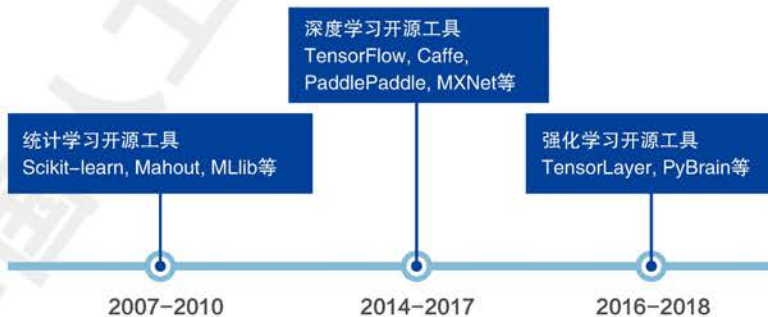 深度学习开源工具
TensorFlow, Caffe,
PaddlePaddle, MXNet等
统计学习开源工具
Scikit-learn, Mahout, MLlib等
强化学习开源工具
TensorLayer, PyBrain等
2007-2010
2014-2017
2016-2018